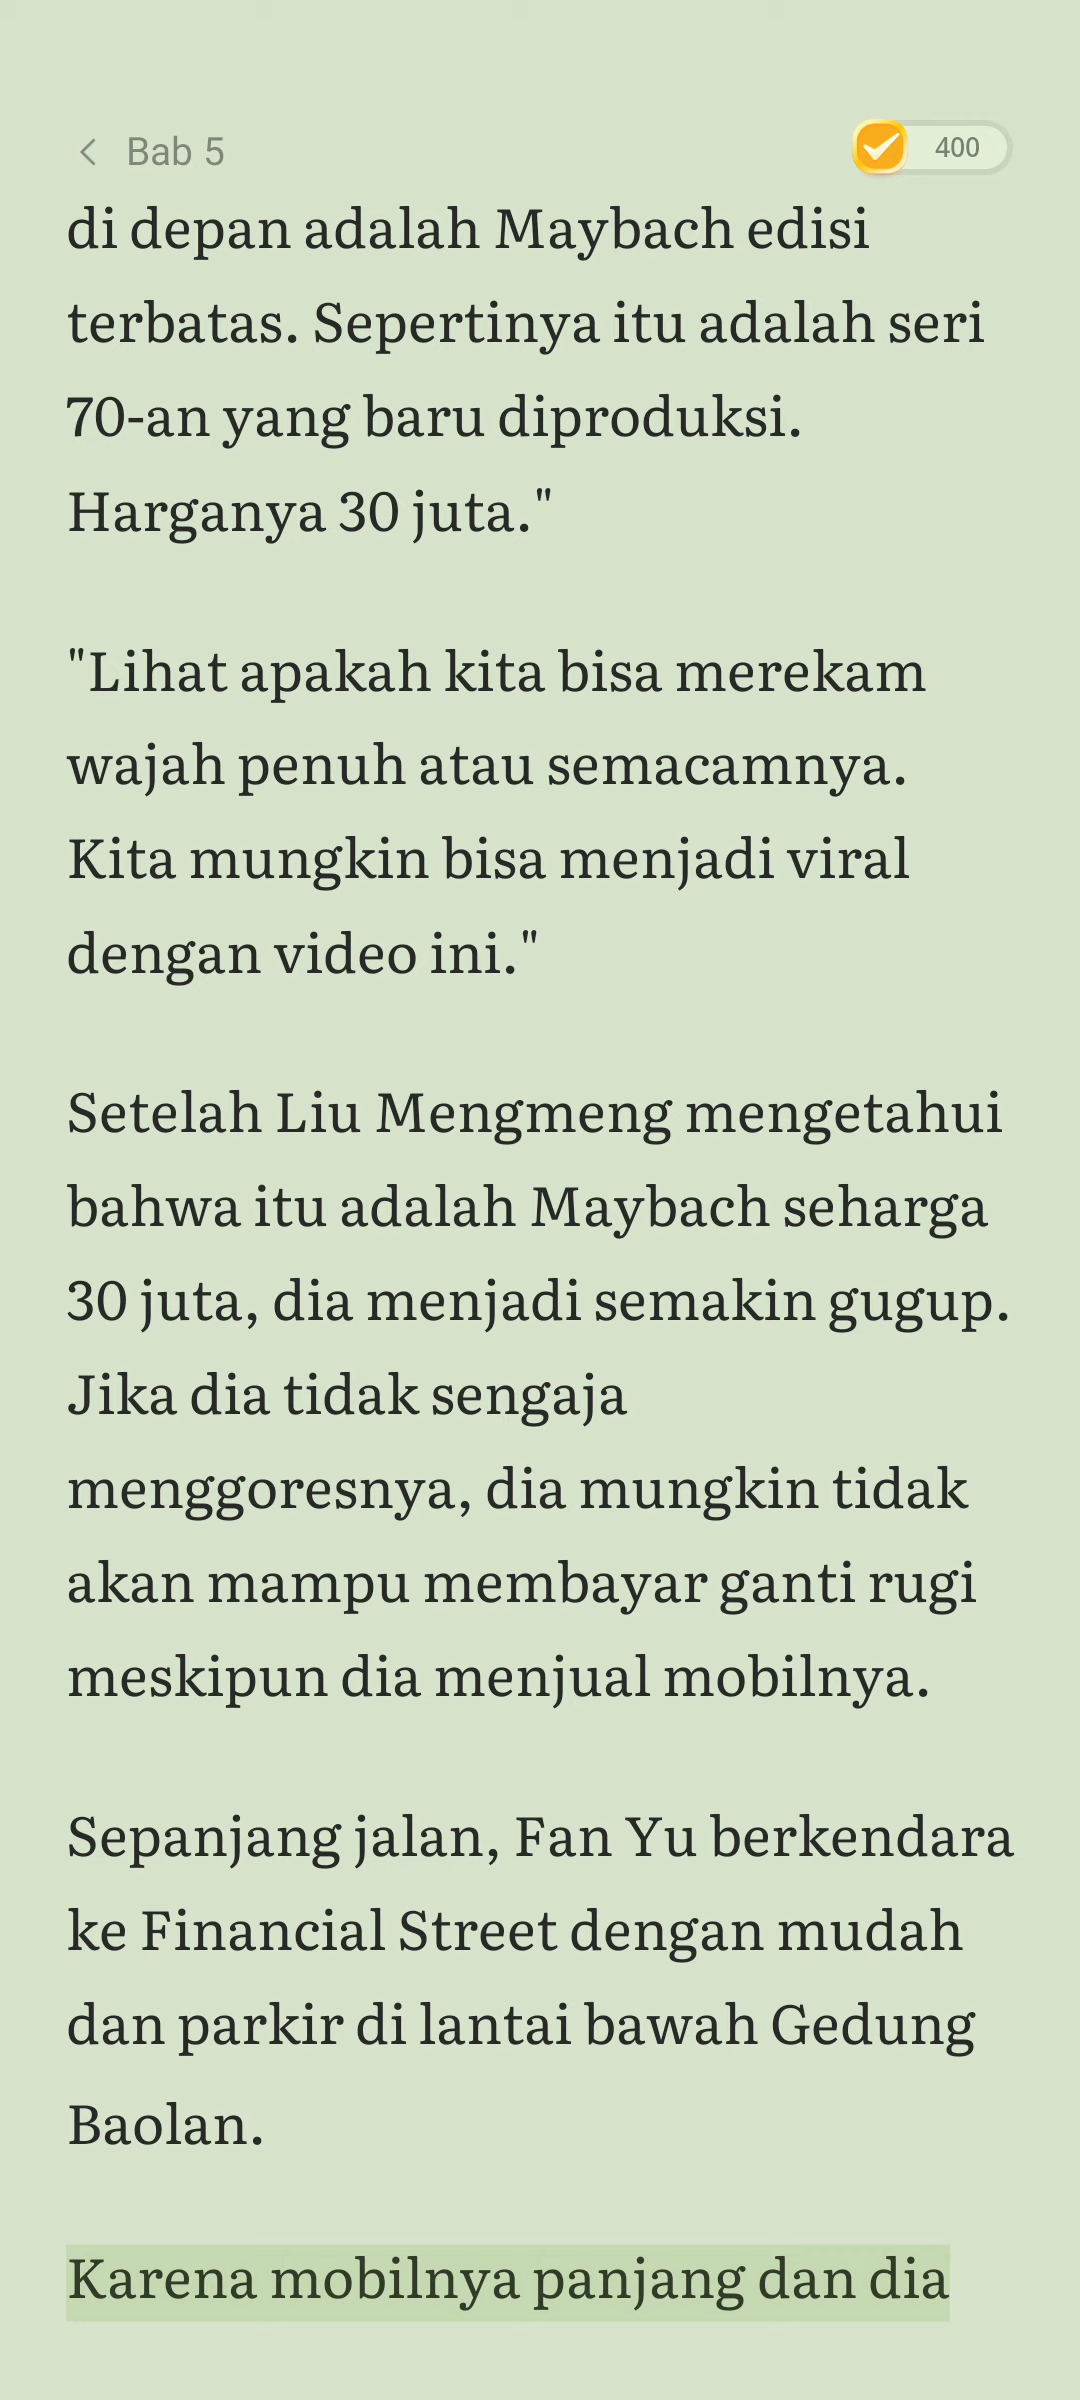 Bab 5
400
di depan adalah Maybach edisi
terbatas. Sepertinya itu adalah seri
70-an yang baru diproduksi.
Harganya 30 juta."
"Lihat apakah kita bisa merekam
wajah penuh atau semacamnya.
Kita mungkin bisa menjadi viral
dengan video ini."
Setelah Liu Mengmeng mengetahui
bahwa itu adalah Maybach seharga
30 juta, dia menjadi semakin gugup.
Jika dia tidak sengaja
menggoresnya, dia mungkin tidak
akan mampu membayar ganti rugi
meskipun dia menjual mobilnya.
Sepanjang jalan, Fan Yu berkendara
ke Financial Street dengan mudah
dan parkir di lantai bawah Gedung
Baolan.
Karena mobilnya panjang dan dia